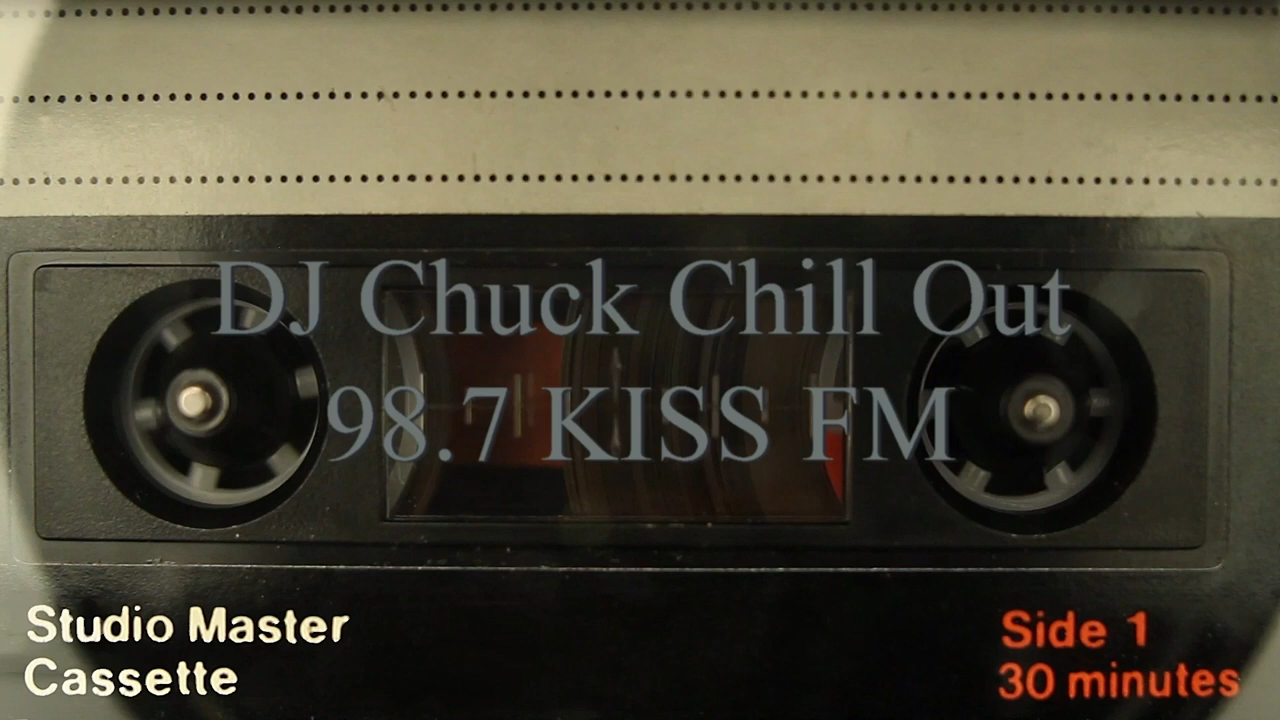 DJ Chuck Chill Out
98.7 KISS FM
Studio Master
Cassette
Side 1
30 minutes